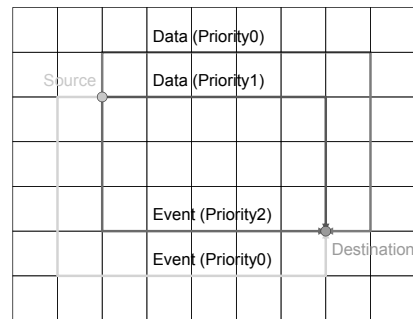 Data (Priority0)
Source
Data (Priority1)
Event (Priority2)
Destination
Event (Priority0)